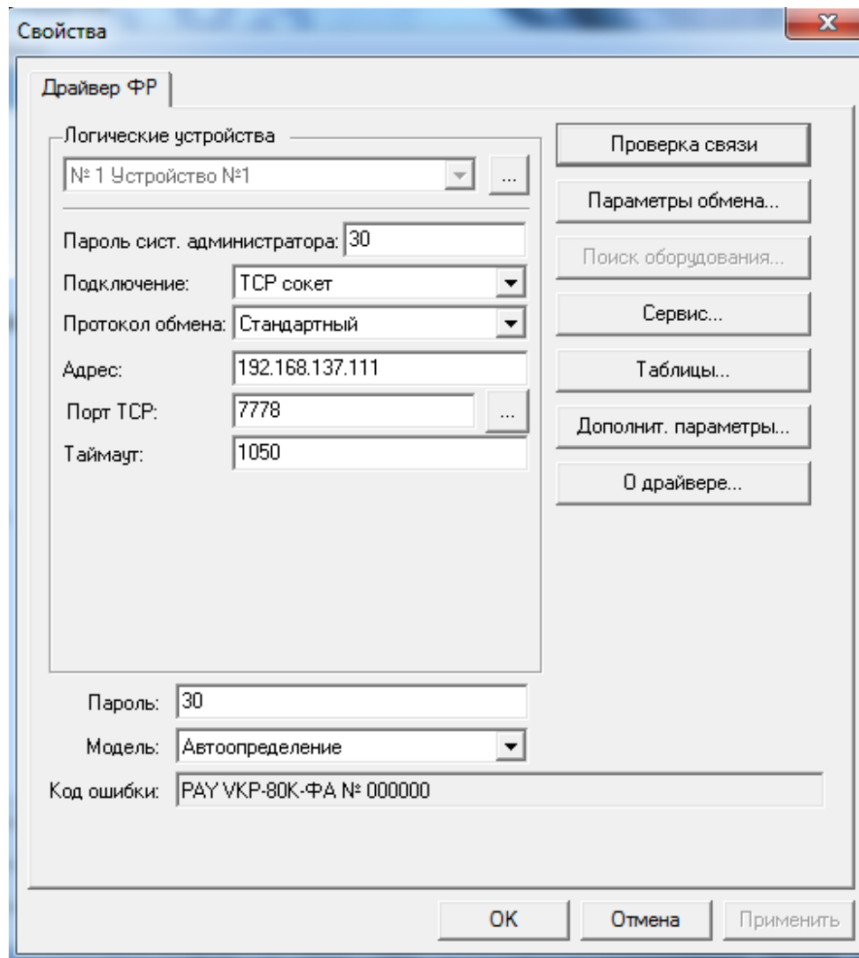 Свойства
Драйвер ФР
Логические устройства
№ 1 Устройство №1
...
Пароль сист. администратора: 30
Подключение: TCP сокет
Протокол обмена: Стандартный
Адрес: 192.168.137.111
Порт TCP: 7778
...
Таймаут: 1050
Проверка связи
Параметры обмена...
Поиск оборудования...
Сервис...
Таблицы...
Дополнит. параметры...
О драйвере...
Пароль: 30
Модель: Автоопределение
Код ошибки: PAY VKP-80K-ФА № 000000
OK
Отмена
Применить